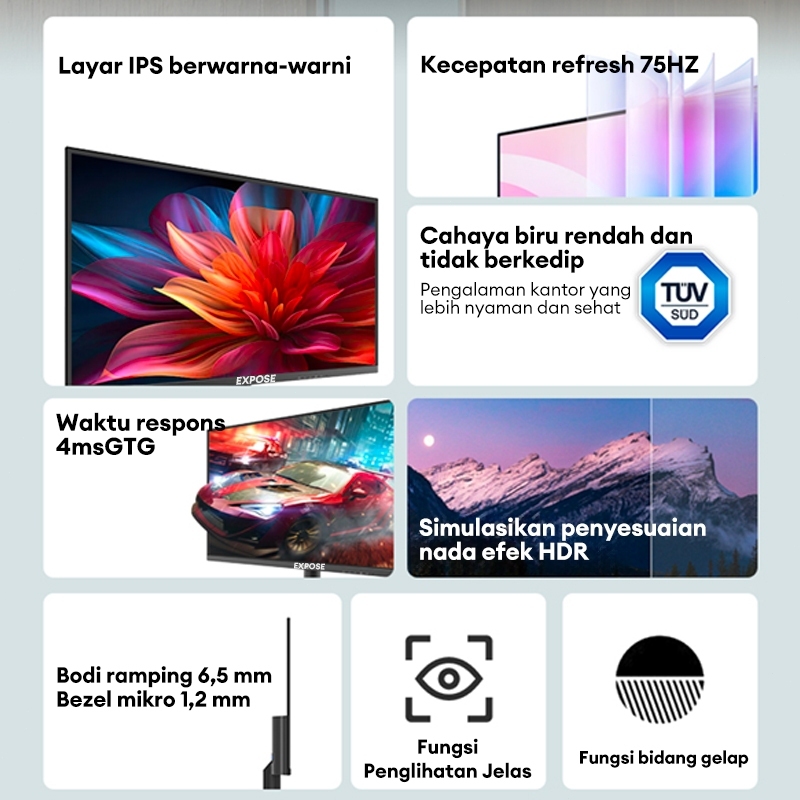 Layar IPS berwarna-warni
EXPOSE
Kecepatan refresh 75HZ
Cahaya biru rendah dan
tidak berkedip
Pengalaman kantor yang
lebih nyaman dan sehat
TÜV
SÜD
Waktu respons
4msGTG
EXPOSE
Simulasikan penyesuaian
nada efek HDR
Bodi ramping 6,5 mm
Bezel mikro 1,2 mm
Fungsi
Penglihatan Jelas
Fungsi bidang gelap